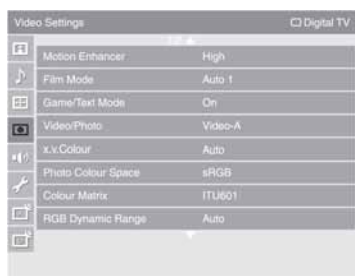 Video Settings Digital TV
Motion Enhancer High
Film Mode Auto 1
Game/Text Mode On
Video/Photo Video-A
x.v.Colour Auto
Photo Colour Space sRGB
Colour Matrix ITU601
RGB Dynamic Range Auto